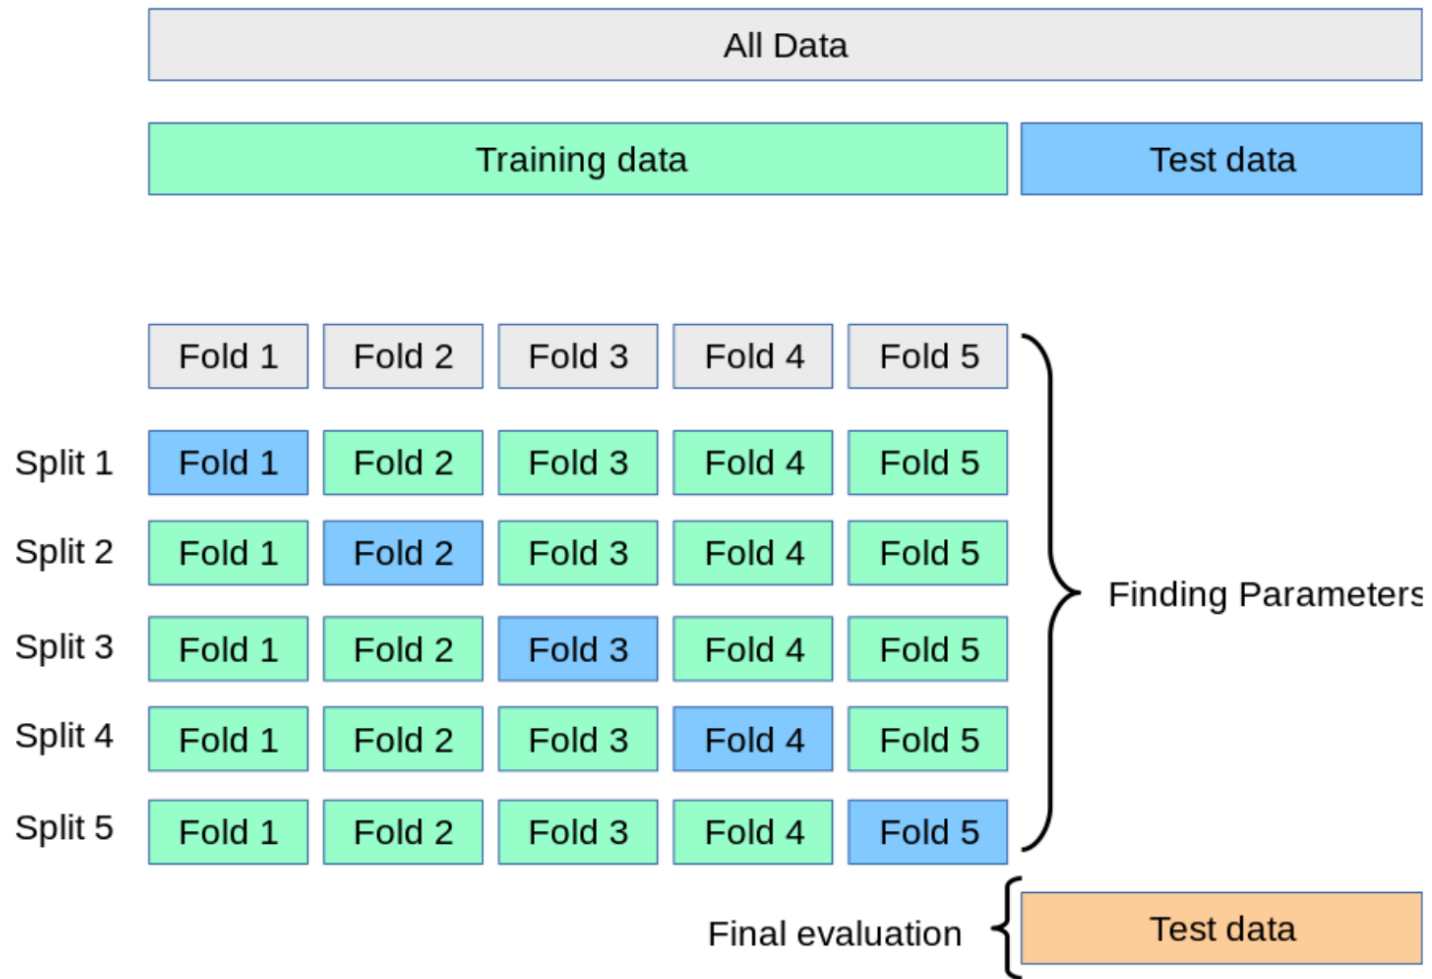 All Data
Training data Test data
Fold 1 Fold 2 Fold 3 Fold 4 Fold 5
Split 1 Fold 1 Fold 2 Fold 3 Fold 4 Fold 5
Split 2 Fold 1 Fold 2 Fold 3 Fold 4 Fold 5
Finding Parameters
Split 3 Fold 1 Fold 2 Fold 3 Fold 4 Fold 5
Split 4 Fold 1 Fold 2 Fold 3 Fold 4 Fold 5
Split 5 Fold 1 Fold 2 Fold 3 Fold 4 Fold 5
Final evaluation Test data